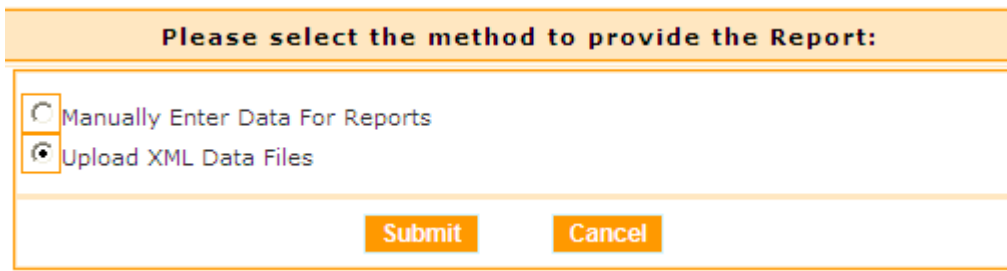 Please select the method to provide the Report:
Manually Enter Data For Reports
Upload XML Data Files
Submit Cancel